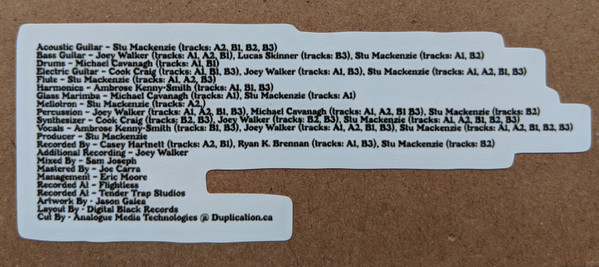 Acoustic Guitar - Stu Mackenzie (tracks: A2, B1, B2, B3)
Bass Guitar - Joey Walker (tracks: A1, A2, B1), Lucas Skinner (tracks: B3), Stu Mackenzie (tracks: A1, B2)
Drums - Michael Cavanagh (A1, B1)
Electric Guitar - Cook Craig (tracks: A1, B1, B3), Joey Walker (tracks: A1, B3), Stu Mackenzie (tracks: A1, A2, B1, B3)
Flute - Stu Mackenzie (A1, A2, B3)
Harmonica - Ambrose Kenny-Smith (A1, B1, B3)
Glass Marimba - Michael Cavanagh (A1), Stu Mackenzie (tracks: A1)
Mellotron - Stu Mackenzie (A2,)
Percussion - Joey Walker (A1, A2, B1, B3), Michael Cavanagh (tracks: A1, A2, B1 B3), Stu Mackenzie (tracks: B2)
Synthesizer - Cook Craig (tracks: B2, B3), Joey Walker (tracks: B2, B3), Stu Mackenzie (tracks: A1, A2, B1, B2, B3)
Vocals - Ambrose Kenny-Smith (tracks: B1, B3), Joey Walker (tracks: A1, A2, B1, B3), Stu Mackenzie (tracks: A1, A2, B1, B2, B3)
Producer - Stu Mackenzie
Recorded By - Casey Hartnett (tracks: A2, B1), Ryan K. Brennan (tracks: A1, B3), Stu Mackenzie (tracks: B2)
Additional Recording - Joey Walker
Mixed By - Sam Joseph
Mastered By - Joe Carra
Management - Eric Moore
Recorded At - Flightless
Recorded At - Tender Trap Studios
Artwork By - Jason Galea
Layout By - Digital Black Records
Cut By - Analogue Media Technologies @ Duplication.ca